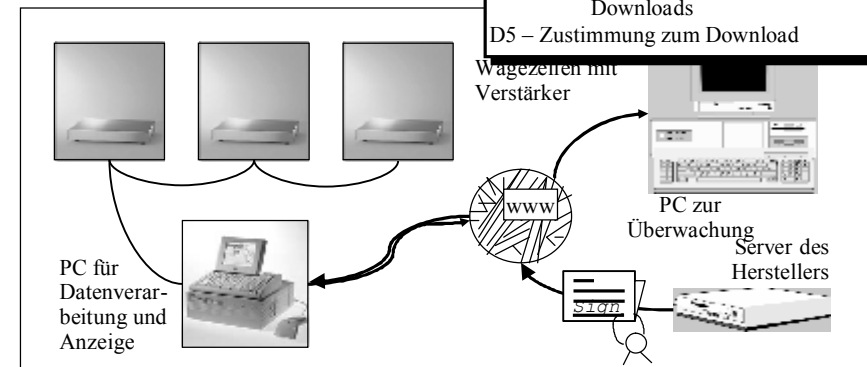 Downloads
D5 – Zustimmung zum Download
Wägezellen mit
Verstärker
www
PC zur
Überwachung
Server des
Herstellers
Sign
PC für
Datenverar-
beitung und
Anzeige